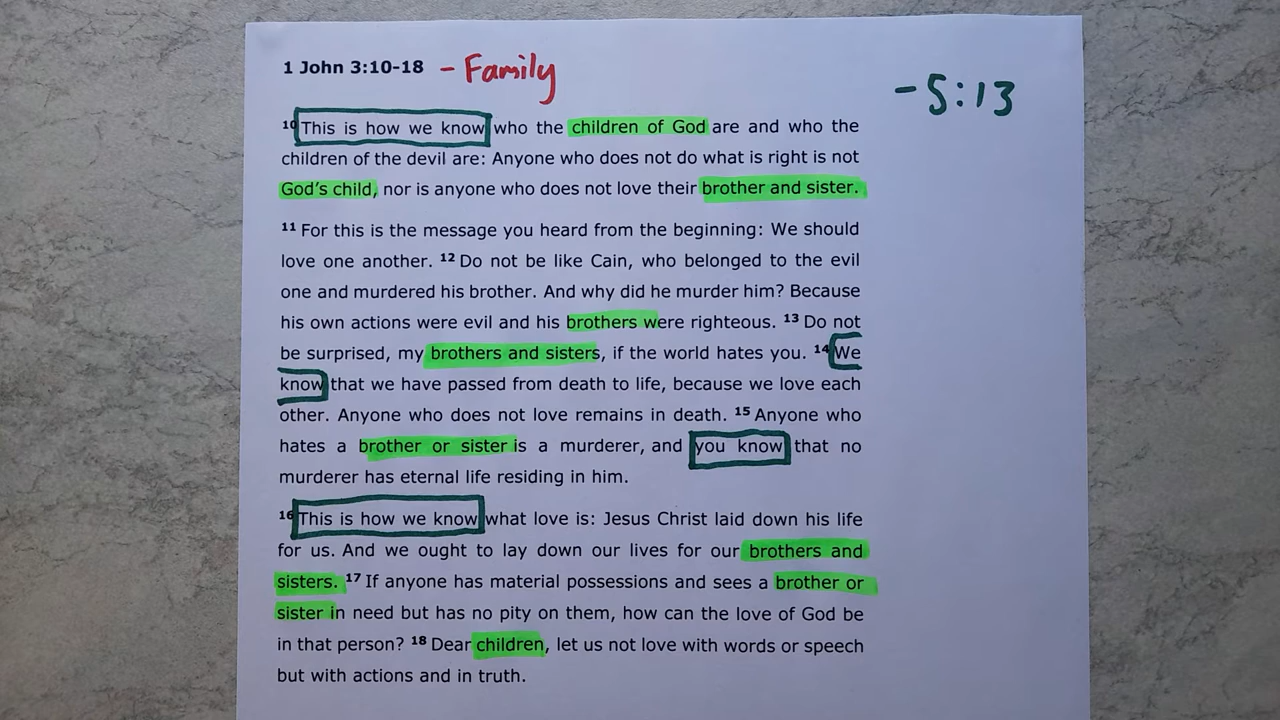 1 John 3:10-18 - Family
-5:13
10 This is how we know who the children of God are and who the
children of the devil are: Anyone who does not do what is right is not
God's child, nor is anyone who does not love their brother and sister.
11 For this is the message you heard from the beginning: We should
love one another. 12 Do not be like Cain, who belonged to the evil
one and murdered his brother. And why did he murder him? Because
his own actions were evil and his brothers were righteous. 13 Do not
be surprised, my brothers and sisters, if the world hates you. 14 We
know that we have passed from death to life, because we love each
other. Anyone who does not love remains in death. 15 Anyone who
hates a brother or sister is a murderer, and you know that no
murderer has eternal life residing in him.
16 This is how we know what love is: Jesus Christ laid down his life
for us. And we ought to lay down our lives for our brothers and
sisters. 17 If anyone has material possessions and sees a brother or
sister in need but has no pity on them, how can the love of God be
in that person? 18 Dear children, let us not love with words or speech
but with actions and in truth.